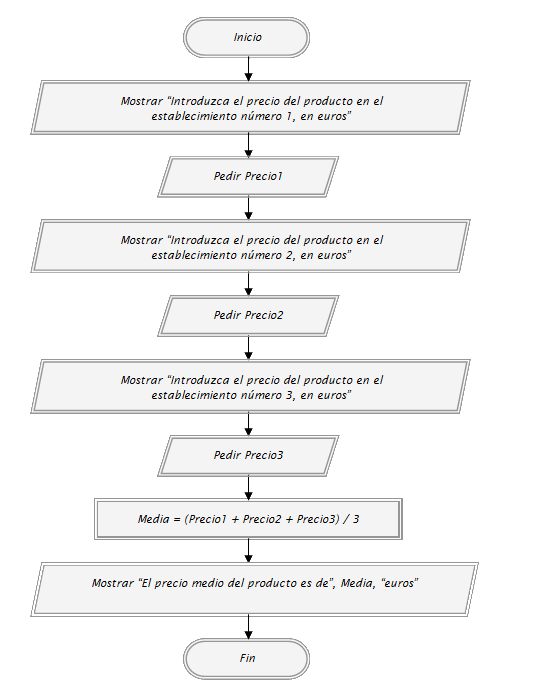 Inicio
Mostrar “Introduzca el precio del producto en el
establecimiento número 1, en euros”
Pedir Precio1
Mostrar “Introduzca el precio del producto en el
establecimiento número 2, en euros”
Pedir Precio2
Mostrar “Introduzca el precio del producto en el
establecimiento número 3, en euros”
Pedir Precio3
Media = (Precio1 + Precio2 + Precio3) / 3
Mostrar “El precio medio del producto es de”, Media, “euros”
Fin